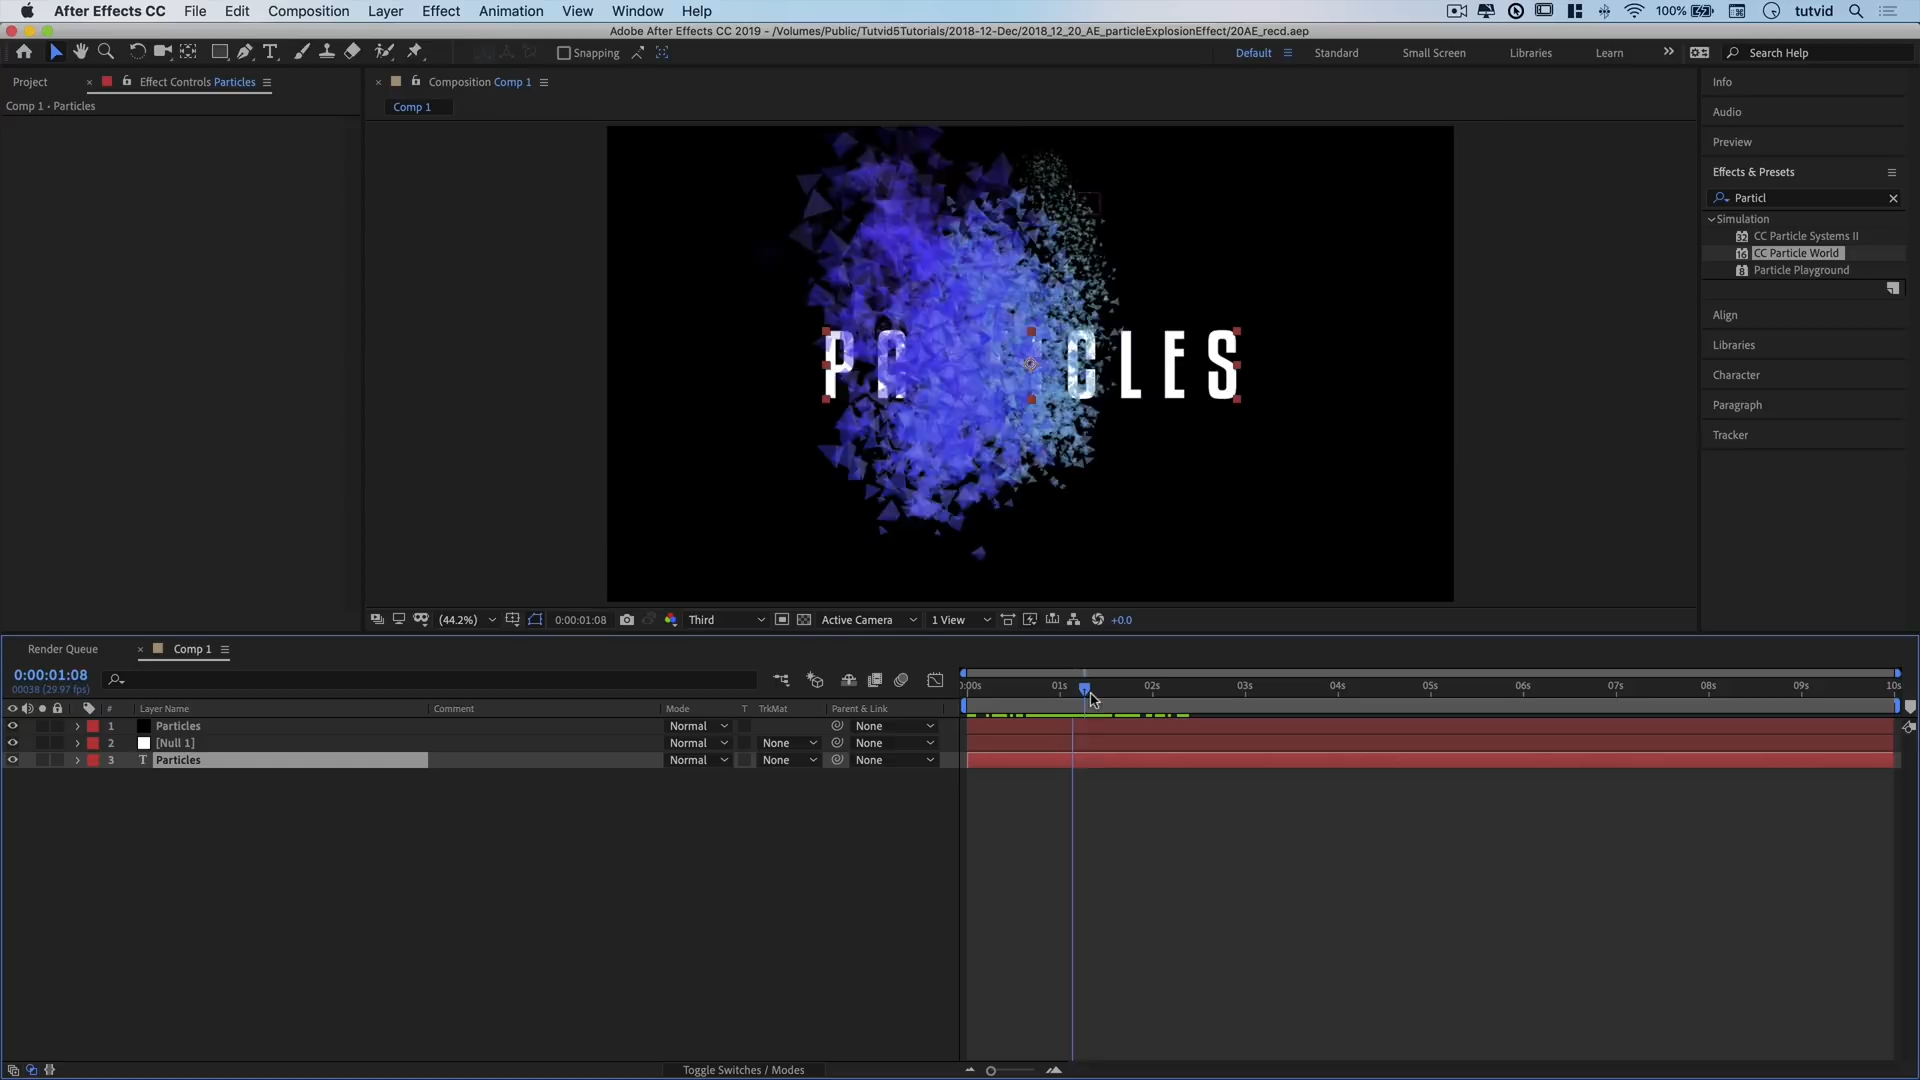 After Effects CC File Edit Composition Layer Effect Animation View Window Help 100% tutvid
Adobe After Effects CC 2019 - /Volumes/Public/Tutvid5Tutorials/2018-12-Dec/2018_12_20_AE_particleExplosionEffect/20AE_recd.aep
Snapping Default Standard Small Screen Libraries Learn Search Help
Project Effect Controls Particles Composition Comp 1 Info
Comp 1 • Particles Comp 1
Audio
Preview
Effects & Presets
Particl
Simulation
CC Particle Systems II
CC Particle World
Particle Playground
Align
Libraries
Character
Paragraph
Tracker
CLES
(44.2%) 0:00:01:08 Third Active Camera 1 View +0.0
Render Queue Comp 1
0:00:01:08
00038 (29.97 fps)
0:00s 01s 02s 03s 04s 05s 06s 07s 08s 09s 10s
# Layer Name Comment Mode T TrkMat Parent & Link
1 Particles Normal None
2 [Null 1] Normal None None
3 T Particles Normal None None
Toggle Switches / Modes